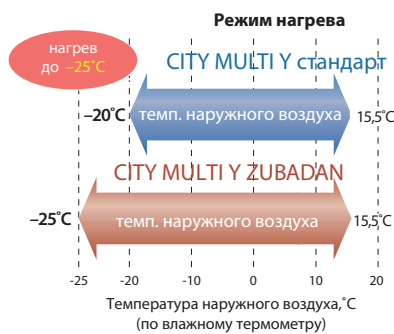 Режим нагрева
нагрев
до –25˚C
CITY MULTI Y стандарт
–20˚C
темп. наружного воздуха
15,5˚C
CITY MULTI Y ZUBADAN
–25˚C
темп. наружного воздуха
15,5˚C
-25 -20 -10 0 10 20
Температура наружного воздуха,˚C
(по влажному термометру)